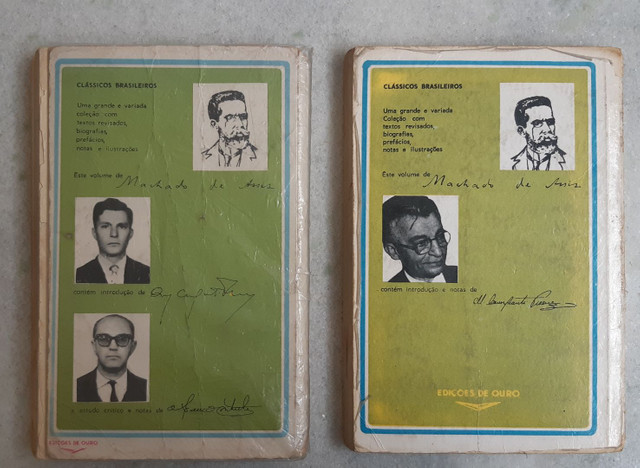 CLÁSSICOS BRASILEIROS
Uma grande e variada
coleção com
textos revisados,
biografias,
prefácios,
notas e ilustrações
Este volume de
Machado de Assis
contém introdução de
e estudo crítico e notas de
EDIÇÕES DE OURO
CLÁSSICOS BRASILEIROS
Uma grande e variada
Coleção com
textos revisados,
biografias,
prefácios,
notas e ilustrações
Este volume de
Machado de Assis
contém introdução e notas de
M Cavalcanti Proença
EDIÇÕES DE OURO